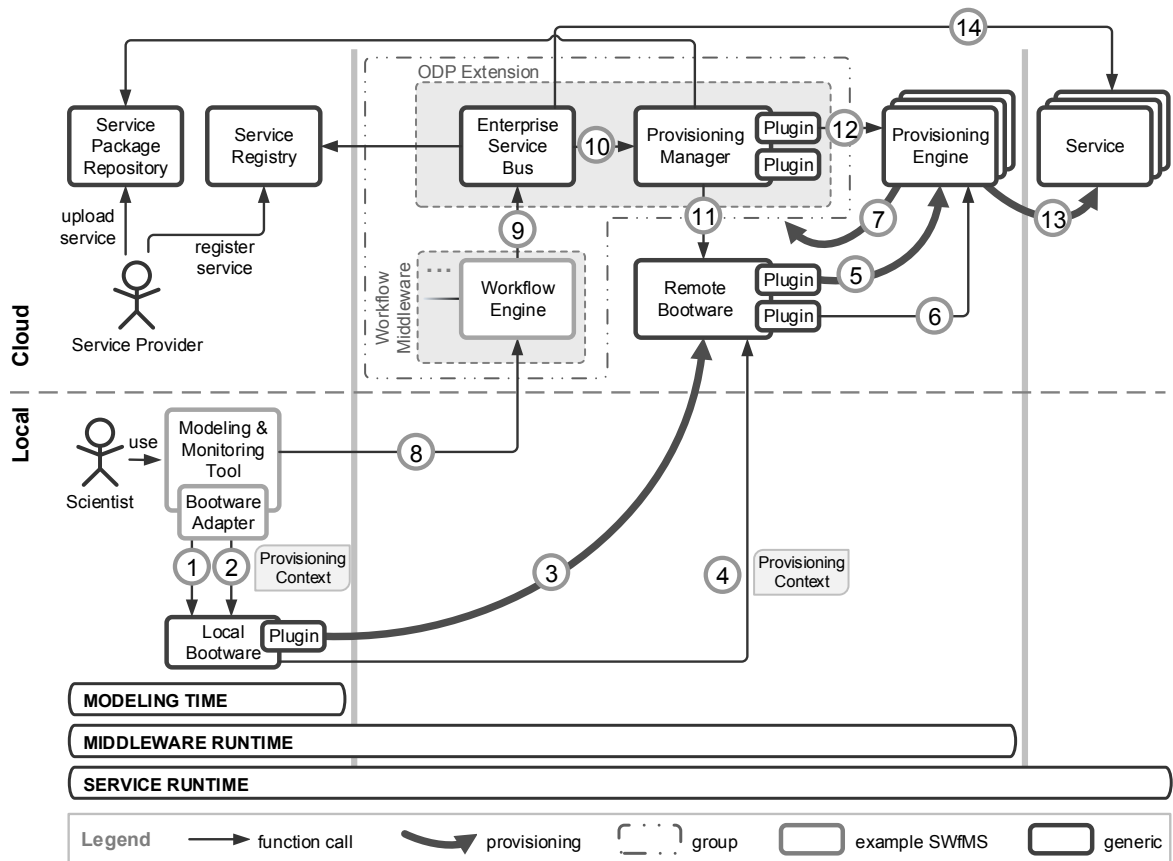 14
ODP Extension
Service
Package
Repository
Service
Registry
Enterprise
Service
Bus
10
Provisioning
Manager
Plugin
Plugin
12
Provisioning
Engine
Service
upload
service
register
service
9
11
7
13
Service Provider
Workflow
Middleware
...
Workflow
Engine
Remote
Bootware
Plugin
Plugin
5
6
Cloud
Local
Scientist
use
Modeling &
Monitoring
Tool
Bootware
Adapter
8
1
2
Provisioning
Context
3
4
Provisioning
Context
Local
Bootware
Plugin
MODELING TIME
MIDDLEWARE RUNTIME
SERVICE RUNTIME
Legend
function call
provisioning
group
example SWfMS
generic